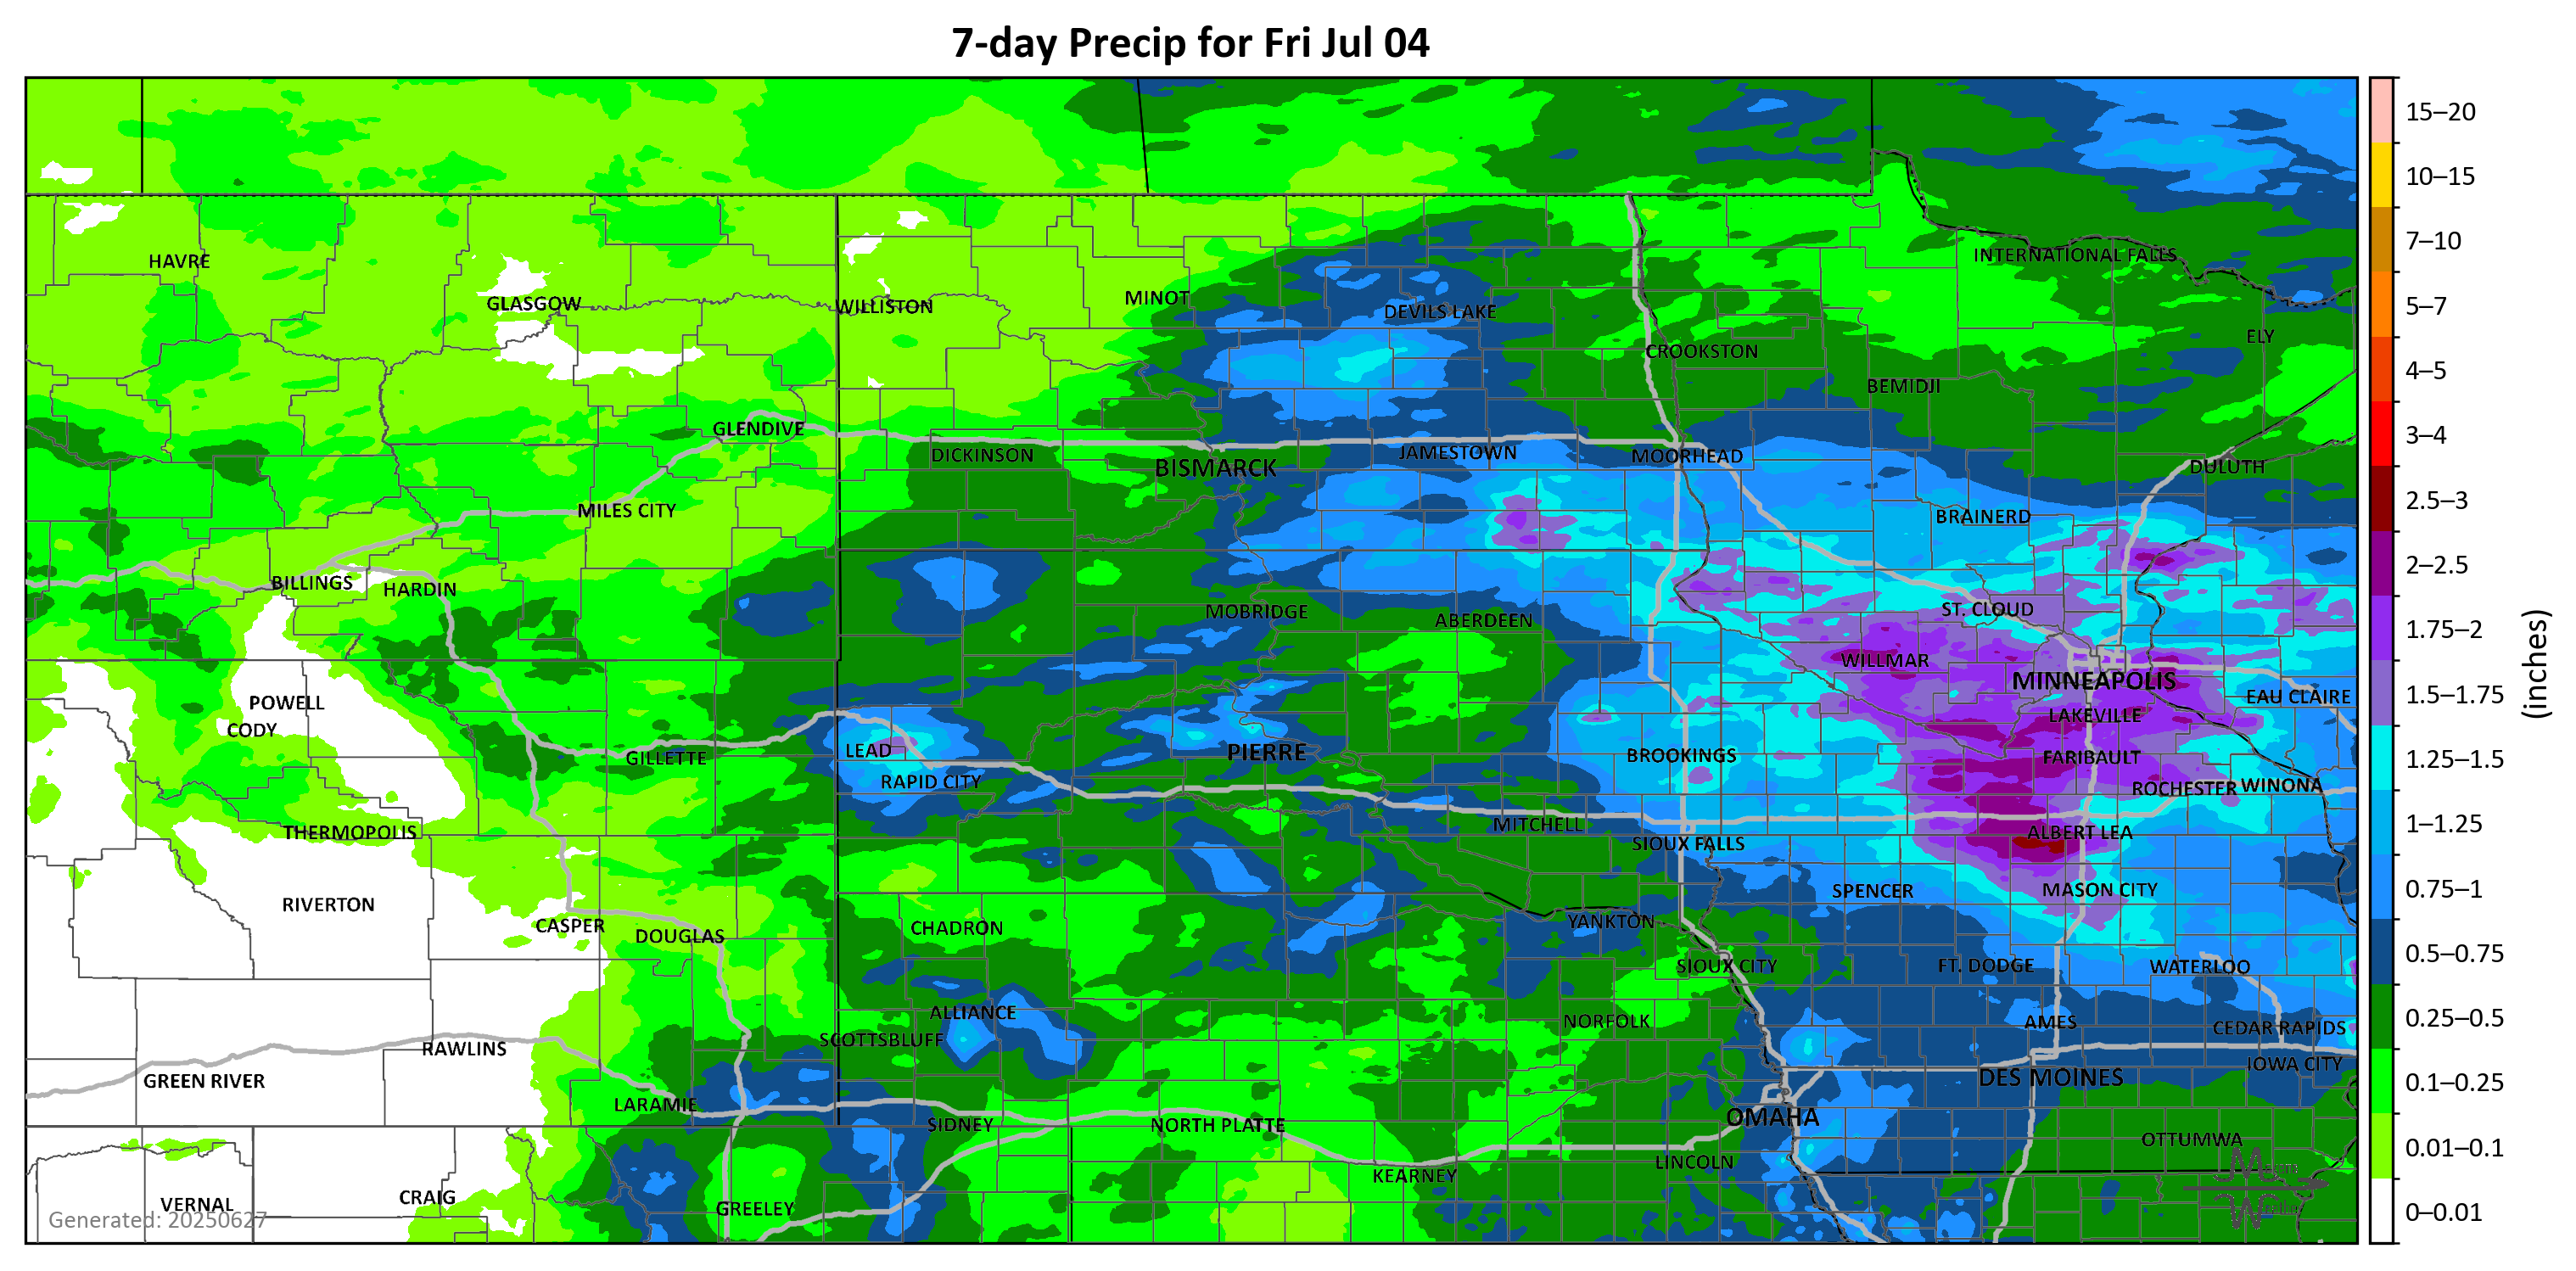 7-day Precip for Fri Jul 04
15–20
10–15
7–10
5–7
4–5
3–4
2.5–3
2–2.5
1.75–2
1.5–1.75
1.25–1.5
1–1.25
0.75–1
0.5–0.75
0.25–0.5
0.1–0.25
0.01–0.1
0–0.01
(inches)
HAVRE
INTERNATIONAL FALLS
GLASGOW
WILLISTON
MINOT
DEVILS LAKE
ELY
CROOKSTON
BEMIDJI
GLENDIVE
DICKINSON
BISMARCK
JAMESTOWN
MOORHEAD
DULUTH
MILES CITY
BRAINERD
BILLINGS
HARDIN
MOBRIDGE
ABERDEEN
ST. CLOUD
WILLMAR
MINNEAPOLIS
POWELL
EAU CLAIRE
CODY
LAKEVILLE
GILLETTE
LEAD
PIERRE
BROOKINGS
FARIBAULT
RAPID CITY
ROCHESTER
WINONA
THERMOPOLIS
MITCHELL
ALBERT LEA
SIOUX FALLS
RIVERTON
SPENCER
MASON CITY
CASPER
DOUGLAS
CHADRON
YANKTON
SIOUX CITY
FT. DODGE
WATERLOO
ALLIANCE
NORFOLK
AMES
CEDAR RAPIDS
SCOTTSBLUFF
RAWLINS
IOWA CITY
GREEN RIVER
DES MOINES
LARAMIE
OMAHA
SIDNEY
NORTH PLATTE
OTTUMWA
LINCOLN
KEARNEY
VERNAL
CRAIG
GREELEY
Generated: 20250627